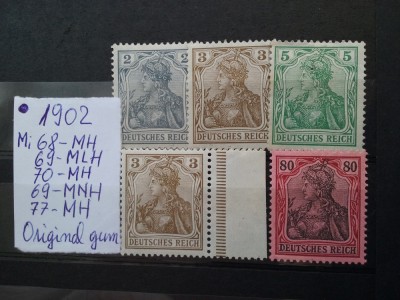 1902
Mi 68-MH
69-MLH
70-MH
69-MNH
77-MH
Original gum
2 2
DEUTSCHES REICH
3 3
DEUTSCHES REICH
5 5
DEUTSCHES REICH
3 3
DEUTSCHES REICH
80 80
DEUTSCHES REICH